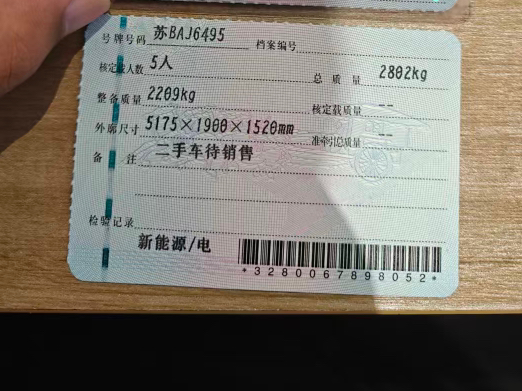 号牌号码 苏BAJ6495 档案编号
核定载人数 5人 总质量 2802kg
整备质量 2209kg 核定载质量 --
外廓尺寸 5175×1900×1520mm 准牵引总质量 --
备注 二手车待销售
检验记录
新能源/电
*3280067898052*